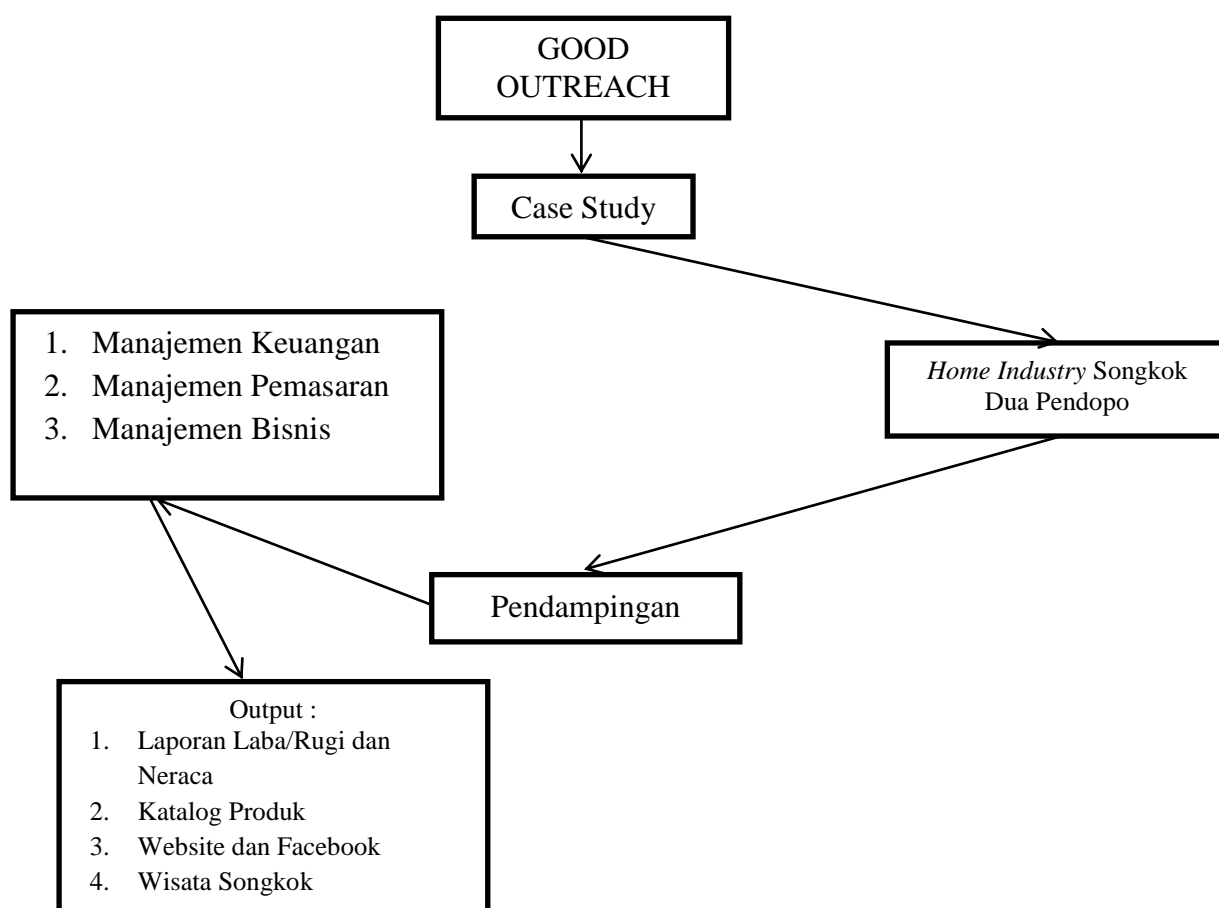 GOOD
OUTREACH
Case Study
Home Industry Songkok
Dua Pendopo
Pendampingan
1. Manajemen Keuangan
2. Manajemen Pemasaran
3. Manajemen Bisnis
Output :
1. Laporan Laba/Rugi dan
Neraca
2. Katalog Produk
3. Website dan Facebook
4. Wisata Songkok